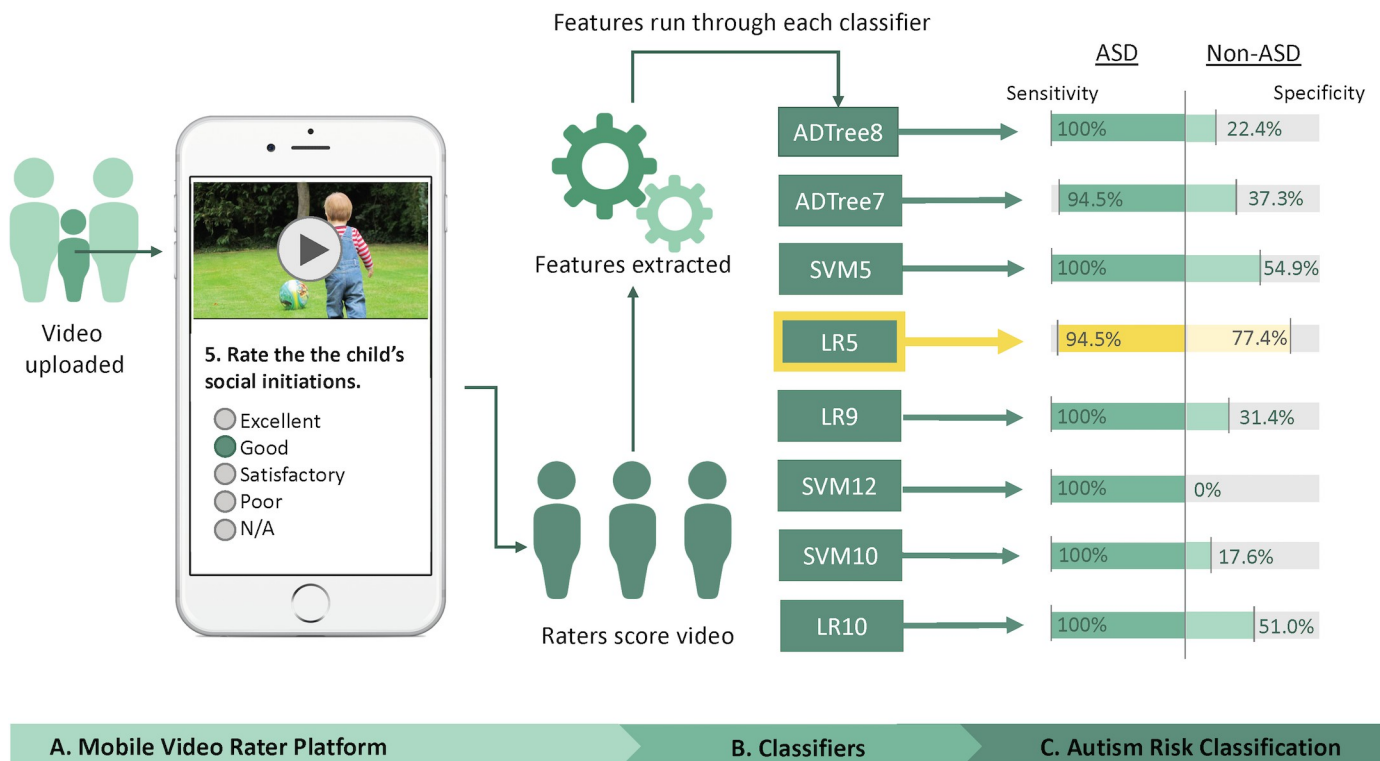 Features run through each classifier
ASD
Non-ASD
Sensitivity
Specificity
Video
uploaded
5. Rate the the child's
social initiations.
Excellent
Good
Satisfactory
Poor
N/A
Features extracted
Raters score video
ADTree8
100%
22.4%
ADTree7
94.5%
37.3%
SVM5
100%
54.9%
LR5
94.5%
77.4%
LR9
100%
31.4%
SVM12
100%
0%
SVM10
100%
17.6%
LR10
100%
51.0%
A. Mobile Video Rater Platform
B. Classifiers
C. Autism Risk Classification